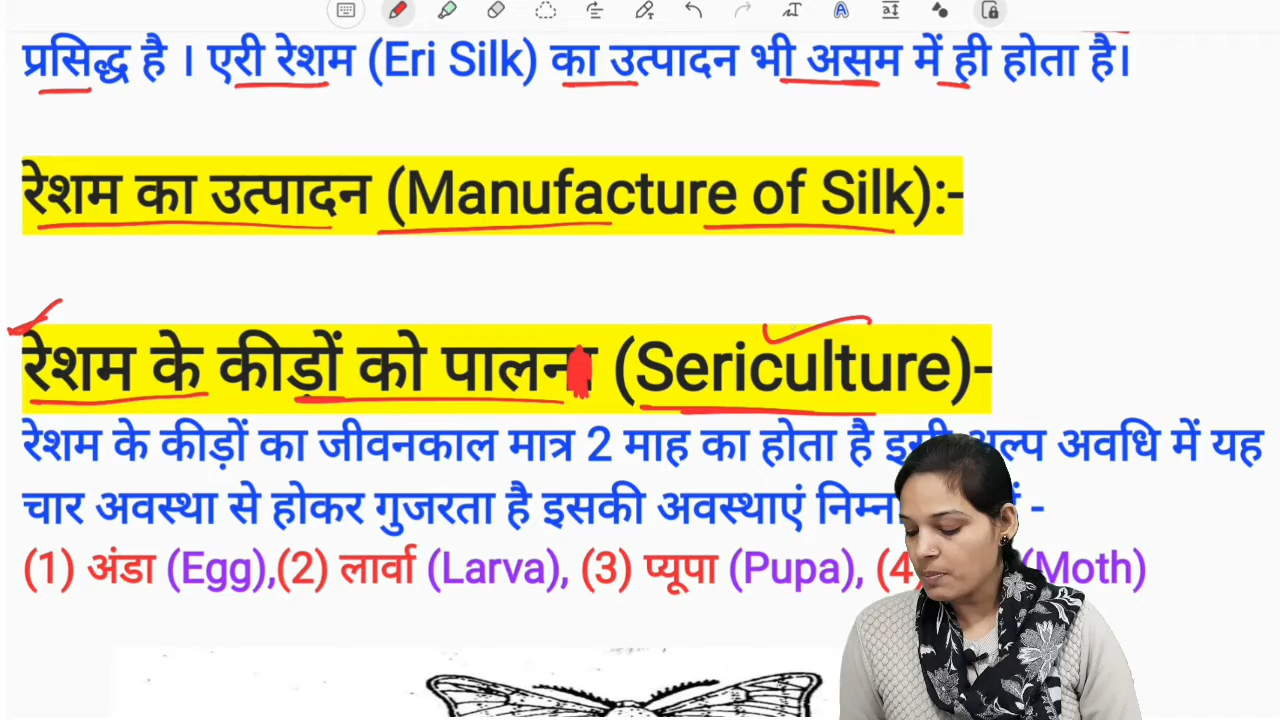 प्रसिद्ध है । एरी रेशम (Eri Silk) का उत्पादन भी असम में ही होता है।
रेशम का उत्पादन (Manufacture of Silk):-
रेशम के कीड़ों को पालना (Sericulture)-
रेशम के कीड़ों का जीवनकाल मात्र 2 माह का होता है अल्प अवधि में यह
चार अवस्था से होकर गुजरता है इसकी अवस्थाएं -
(1) अंडा (Egg),(2) लार्वा (Larva), (3) प्यूपा (Pupa), (4 (Moth)